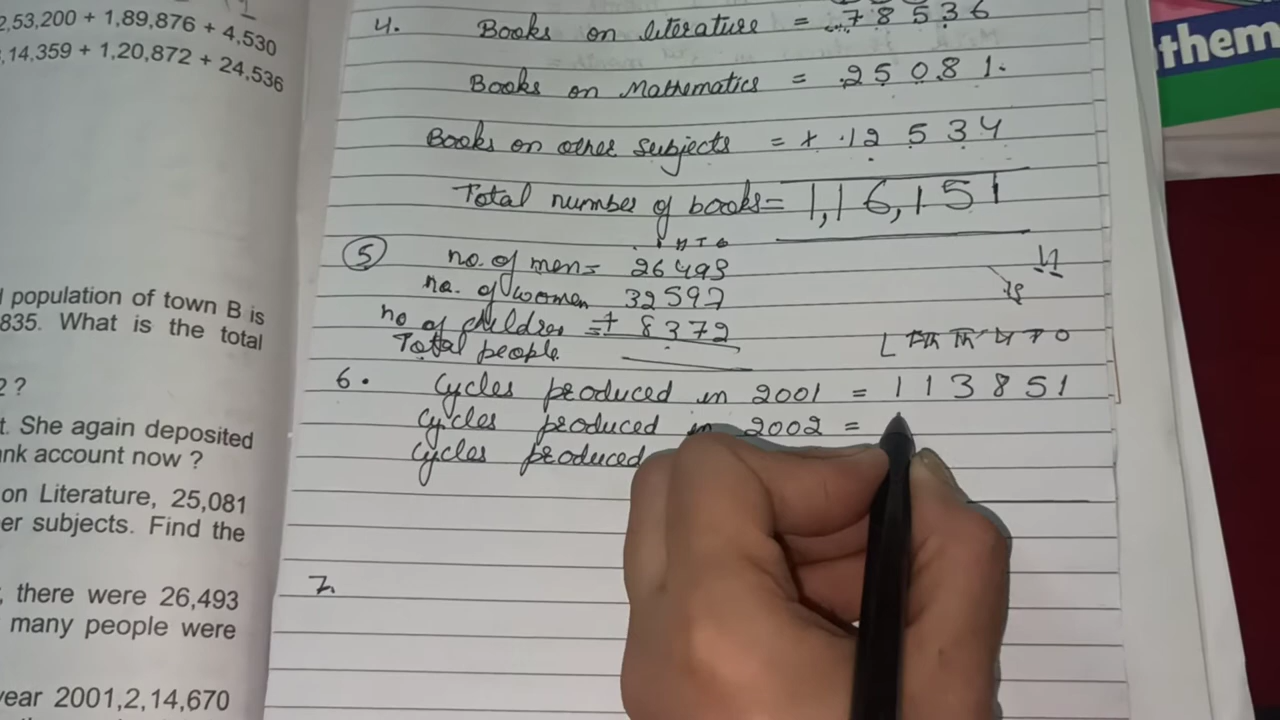 2,53,200 + 1,89,876 + 4,530
,14,359 + 1,20,872 + 24,536
population of town B is
835. What is the total
2 ?
t. She again deposited
nk account now ?
on Literature, 25,081
er subjects. Find the
there were 26,493
many people were
year 2001,2,14,670
4. Books on literature = 78536
Books on Mathematics = 25081.
Books on other subjects = + 12534
Total number of books = 1,16,151
H T O
5 no. of men = 26493
no. of women 32597
no of children = + 8372
Total people
L TTH TH H T O
6. Cycles produced in 2001 = 113851
Cycles produced in 2002 =
Cycles produced
7.
them